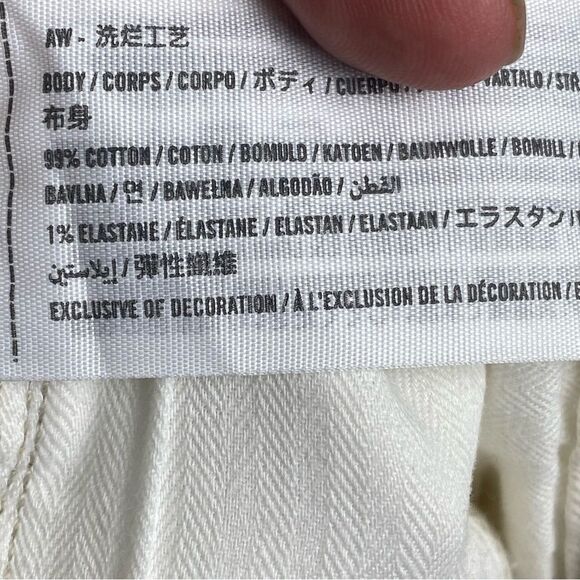 AW - 洗烂工艺
BODY / CORPS / CORPO / ボディ / CUERPO / VARTALO /
布身
99% COTTON / COTON / BOMULD / KATOEN / BAUMWOLLE / BOMULL /
BAVLNA / 면 / BAWEŁNA / ALGODÃO / القطن
1% ELASTANE / ÉLASTANE / ELASTAN / ELASTAAN / エラスタン /
إيلاستين / 彈性纖維
EXCLUSIVE OF DECORATION / À L'EXCLUSION DE LA DÉCORATION /